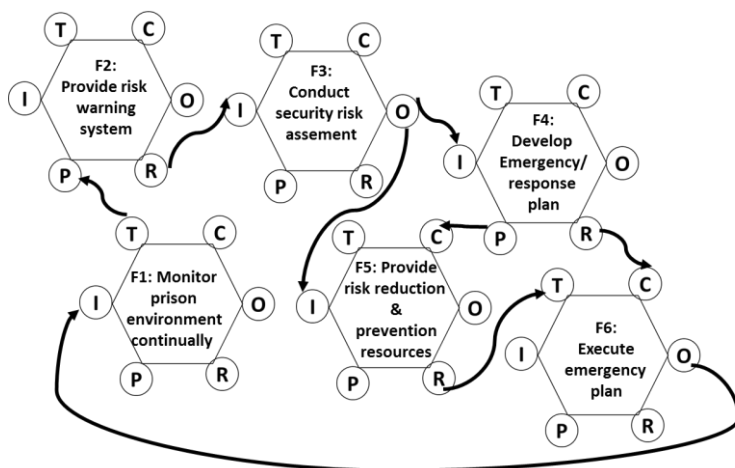 T
C
F2:
Provide risk
warning
system
I
O
P
R
T
C
F3:
Conduct
security risk
assement
I
O
P
R
T
C
F4:
Develop
Emergency/
response
plan
I
O
P
R
T
C
F1: Monitor
prison
environment
continually
I
O
P
R
T
C
F5: Provide
risk reduction
&
prevention
resources
I
O
P
R
T
C
F6:
Execute
emergency
plan
I
O
P
R